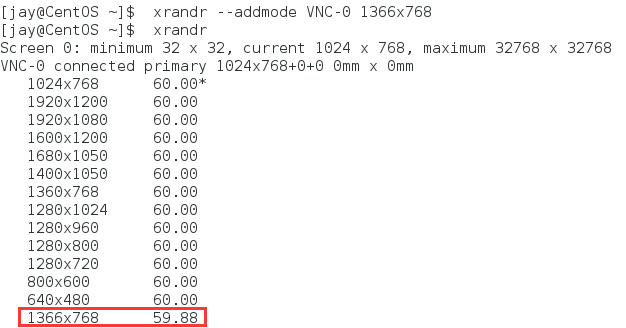 [jay@CentOS ~]$  xrandr --addmode VNC-0 1366x768
[jay@CentOS ~]$  xrandr
Screen 0: minimum 32 x 32, current 1024 x 768, maximum 32768 x 32768
VNC-0 connected primary 1024x768+0+0 0mm x 0mm
   1024x768      60.00*
   1920x1200     60.00
   1920x1080     60.00
   1600x1200     60.00
   1680x1050     60.00
   1400x1050     60.00
   1360x768      60.00
   1280x1024     60.00
   1280x960      60.00
   1280x800      60.00
   1280x720      60.00
   800x600       60.00
   640x480       60.00
   1366x768      59.88